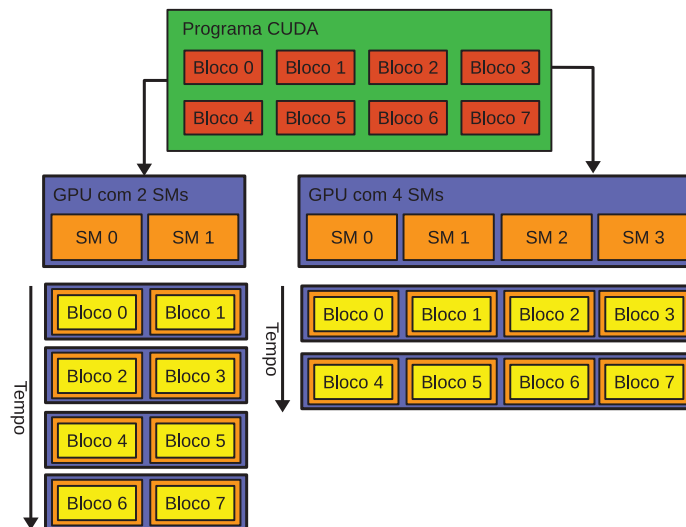 Programa CUDA
Bloco 0 Bloco 1 Bloco 2 Bloco 3
Bloco 4 Bloco 5 Bloco 6 Bloco 7
GPU com 2 SMs
SM 0 SM 1
Tempo
Bloco 0 Bloco 1
Bloco 2 Bloco 3
Bloco 4 Bloco 5
Bloco 6 Bloco 7
GPU com 4 SMs
SM 0 SM 1 SM 2 SM 3
Tempo
Bloco 0 Bloco 1 Bloco 2 Bloco 3
Bloco 4 Bloco 5 Bloco 6 Bloco 7